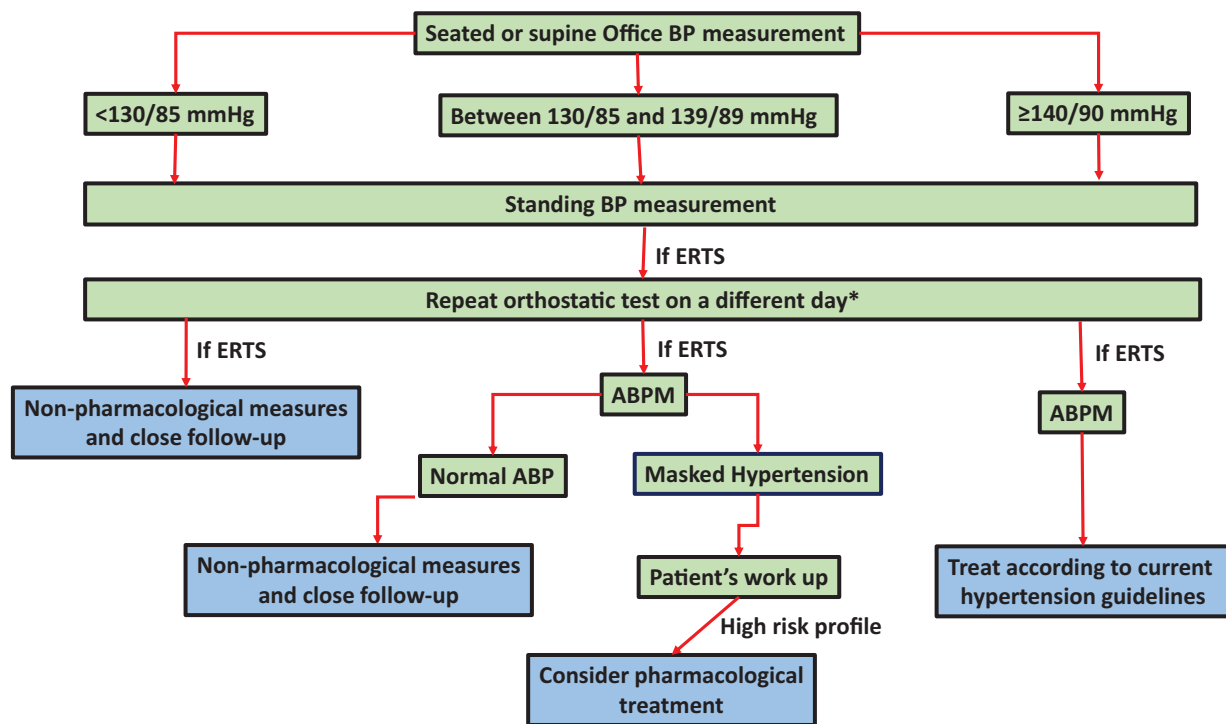 Seated or supine Office BP measurement
<130/85 mmHg
Between 130/85 and 139/89 mmHg
≥140/90 mmHg
Standing BP measurement
If ERTS
Repeat orthostatic test on a different day*
If ERTS
If ERTS
If ERTS
Non-pharmacological measures
and close follow-up
ABPM
ABPM
Normal ABP
Masked Hypertension
Non-pharmacological measures
and close follow-up
Patient’s work up
Treat according to current
hypertension guidelines
High risk profile
Consider pharmacological
treatment